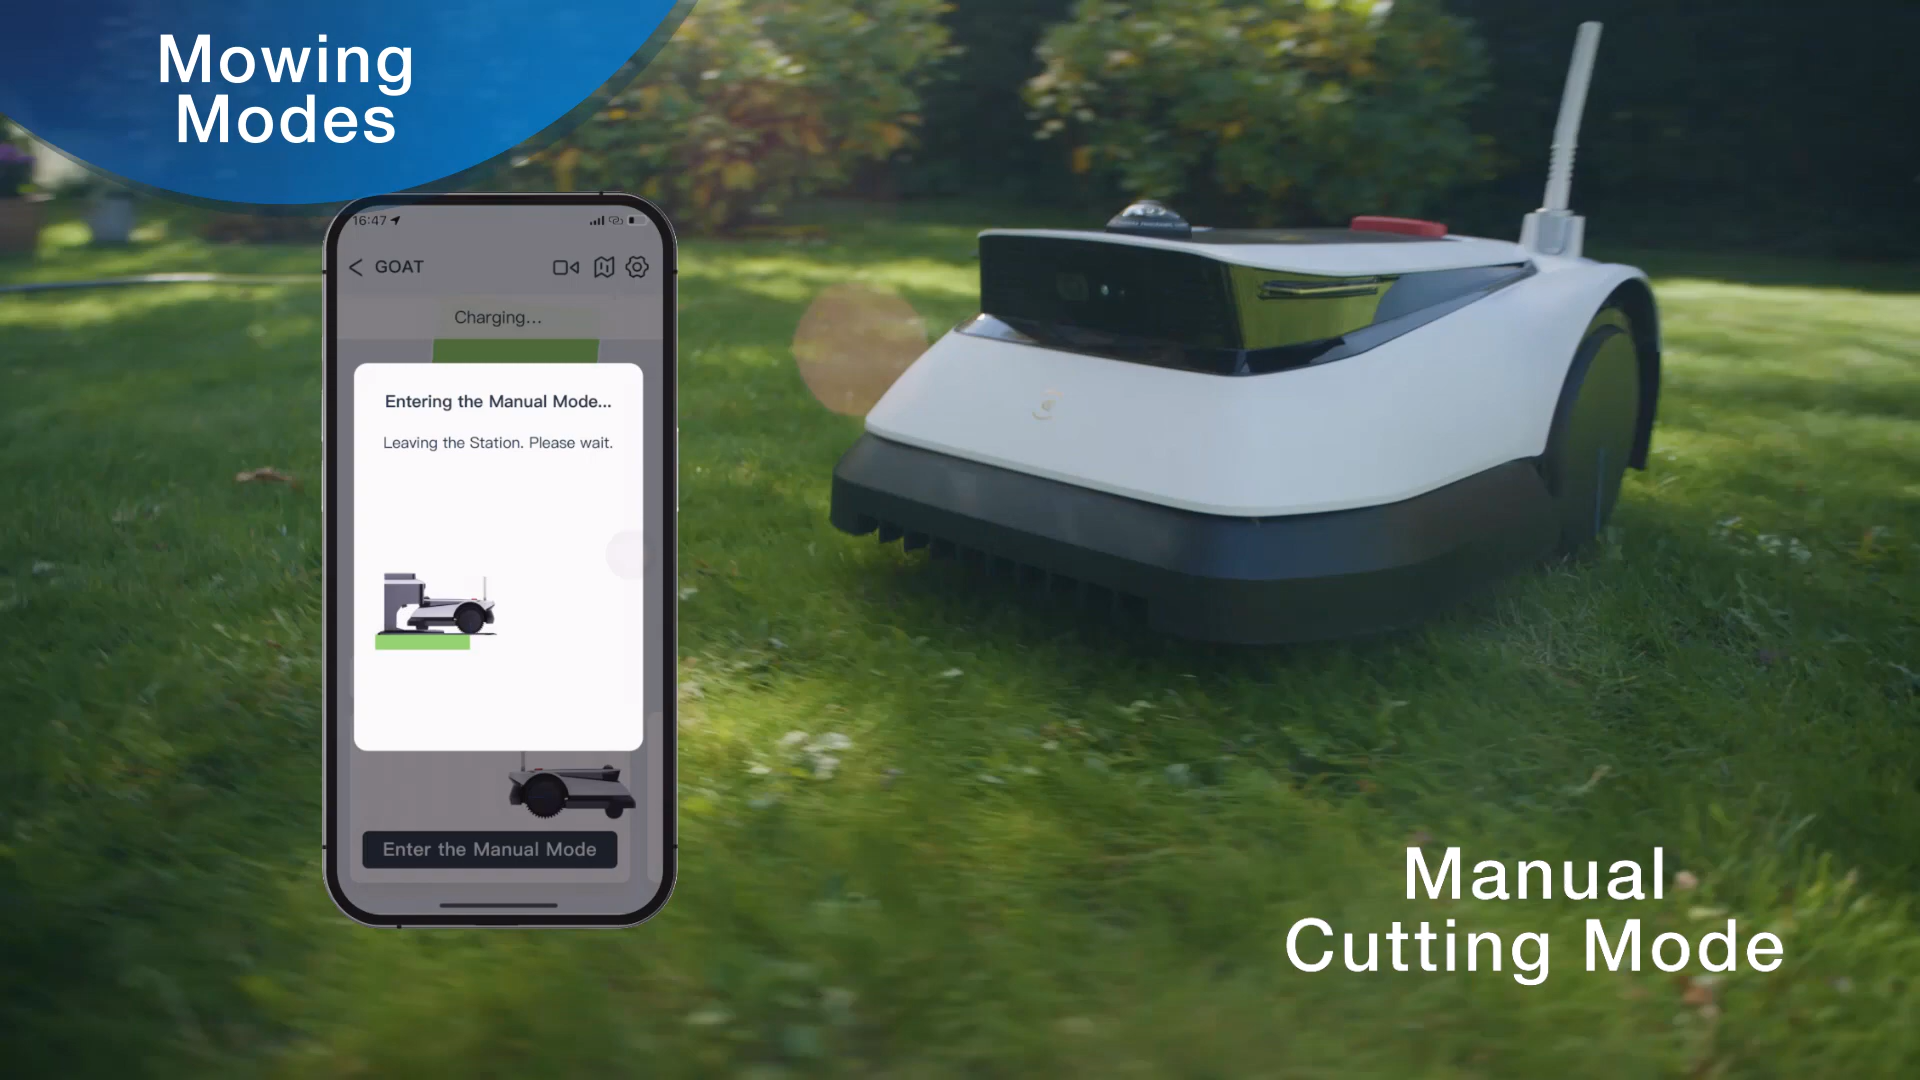 Mowing
Modes
16:47
GOAT
Charging...
Entering the Manual Mode...
Leaving the Station. Please wait.
Enter the Manual Mode
Manual
Cutting Mode